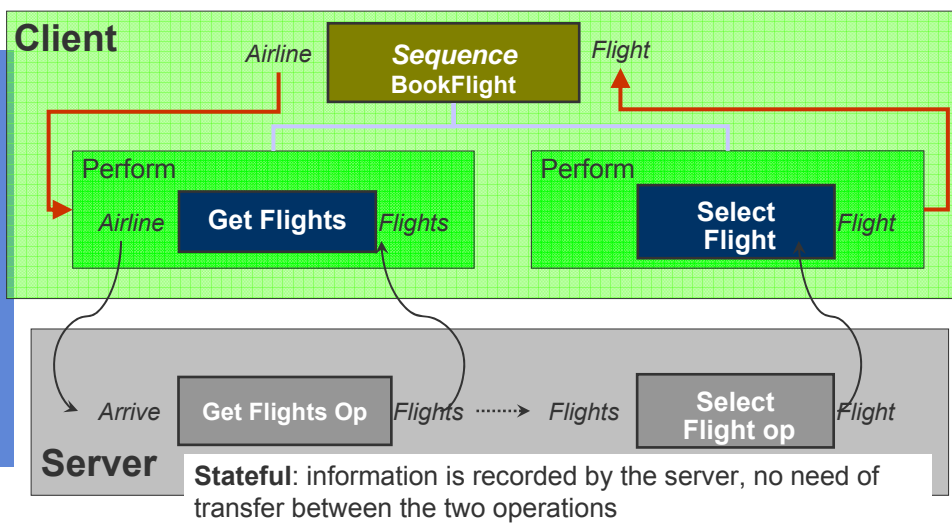 Client
Airline
Sequence
BookFlight
Flight
Perform
Airline
Get Flights
Flights
Perform
Select
Flight
Flight
Arrive
Get Flights Op
Flights
Flights
Select
Flight op
Flight
Server
Stateful: information is recorded by the server, no need of
transfer between the two operations